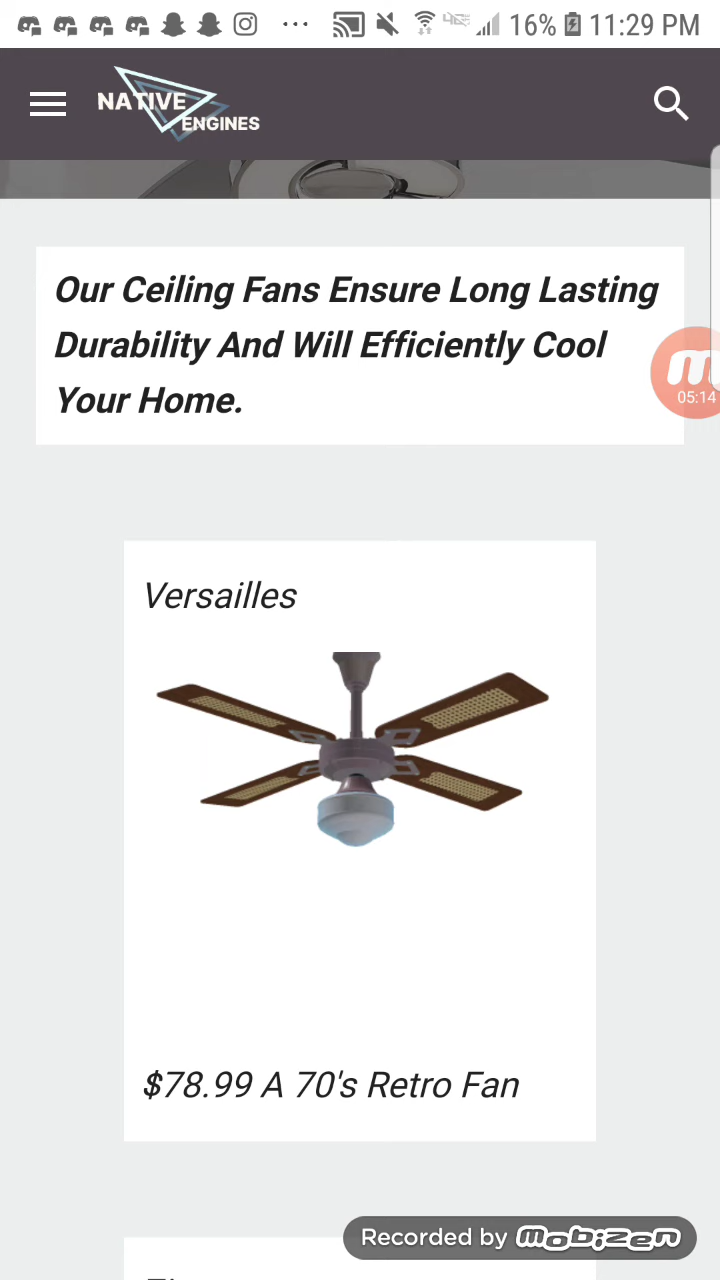 16% 11:29 PM
NATIVE
ENGINES
Our Ceiling Fans Ensure Long Lasting
Durability And Will Efficiently Cool
Your Home.
05:14
Versailles
$78.99 A 70's Retro Fan
Recorded by mobizen